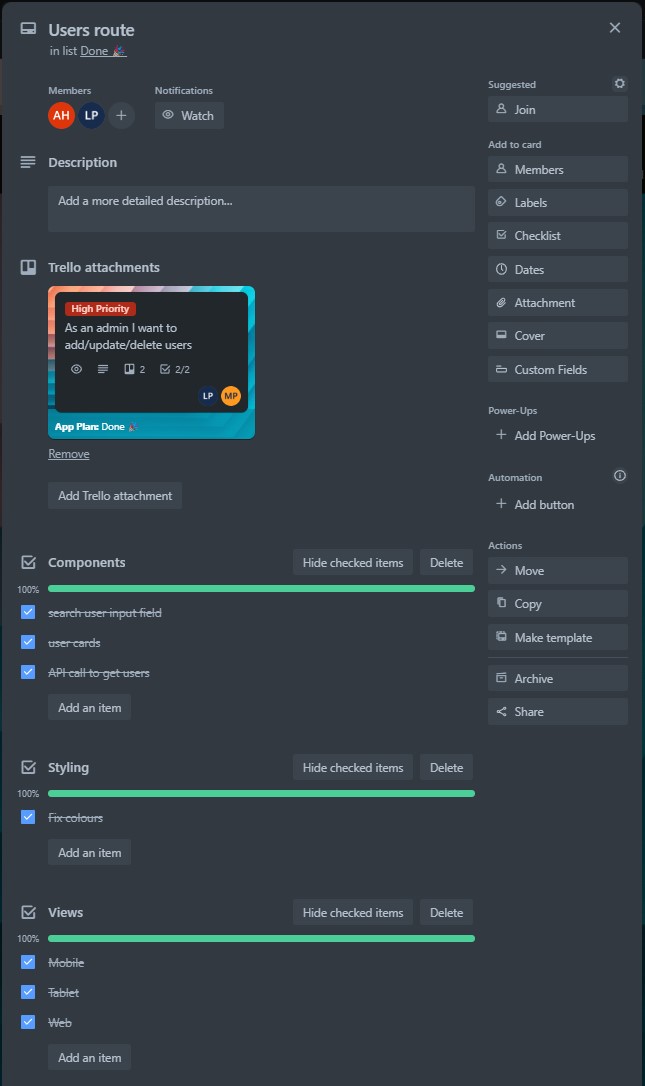 Users route
in list Done
Members
AH LP
Notifications
Watch
Description
Add a more detailed description...
Trello attachments
High Priority
As an admin I want to
add/update/delete users
2 2/2
LP MP
App Plan: Done
Remove
Add Trello attachment
Components Hide checked items Delete
100%
search user input field
user cards
API call to get users
Add an item
Styling Hide checked items Delete
100%
Fix colours
Add an item
Views Hide checked items Delete
100%
Mobile
Tablet
Web
Add an item
Suggested
Join
Add to card
Members
Labels
Checklist
Dates
Attachment
Cover
Custom Fields
Power-Ups
Add Power-Ups
Automation
Add button
Actions
Move
Copy
Make template
Archive
Share